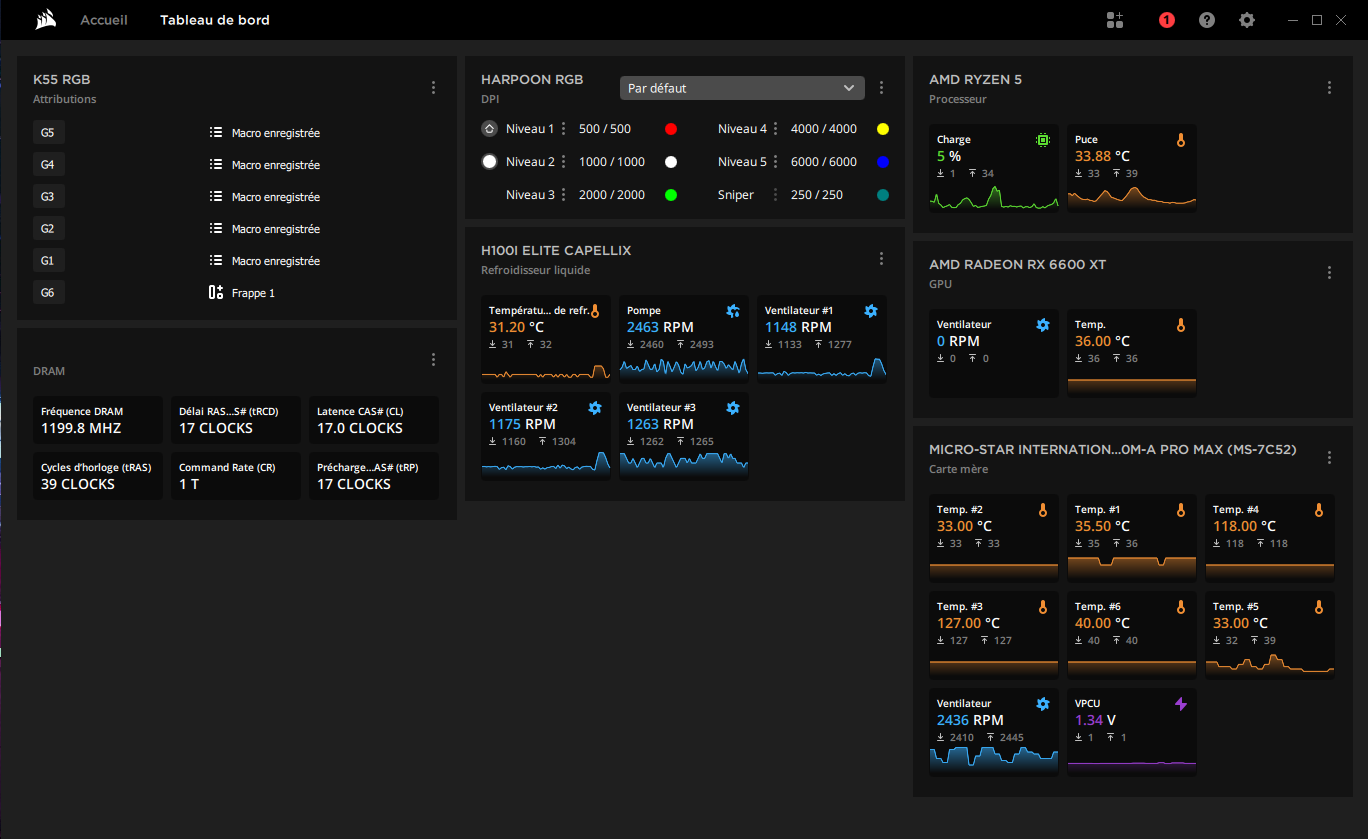 Accueil
Tableau de bord
1
?
K55 RGB
Attributions
G5 Macro enregistrée
G4 Macro enregistrée
G3 Macro enregistrée
G2 Macro enregistrée
G1 Macro enregistrée
G6 Frappe 1
DRAM
Fréquence DRAM
1199.8 MHZ
Délai RAS...S# (tRCD)
17 CLOCKS
Latence CAS# (CL)
17.0 CLOCKS
Cycles d'horloge (tRAS)
39 CLOCKS
Command Rate (CR)
1 T
Précharge...AS# (tRP)
17 CLOCKS
HARPOON RGB
DPI
Par défaut
Niveau 1 500 / 500
Niveau 2 1000 / 1000
Niveau 3 2000 / 2000
Niveau 4 4000 / 4000
Niveau 5 6000 / 6000
Sniper 250 / 250
H100I ELITE CAPELLIX
Refroidisseur liquide
Températu... de refr.
31.20 °C
31 32
Pompe
2463 RPM
2460 2493
Ventilateur #1
1148 RPM
1133 1277
Ventilateur #2
1175 RPM
1160 1304
Ventilateur #3
1263 RPM
1262 1265
AMD RYZEN 5
Processeur
Charge
5 %
1 34
Puce
33.88 °C
33 39
AMD RADEON RX 6600 XT
GPU
Ventilateur
0 RPM
0 0
Temp.
36.00 °C
36 36
MICRO-STAR INTERNATION...0M-A PRO MAX (MS-7C52)
Carte mère
Temp. #2
33.00 °C
33 33
Temp. #1
35.50 °C
35 36
Temp. #4
118.00 °C
118 118
Temp. #3
127.00 °C
127 127
Temp. #6
40.00 °C
40 40
Temp. #5
33.00 °C
32 39
Ventilateur
2436 RPM
2410 2445
VPCU
1.34 V
1 1